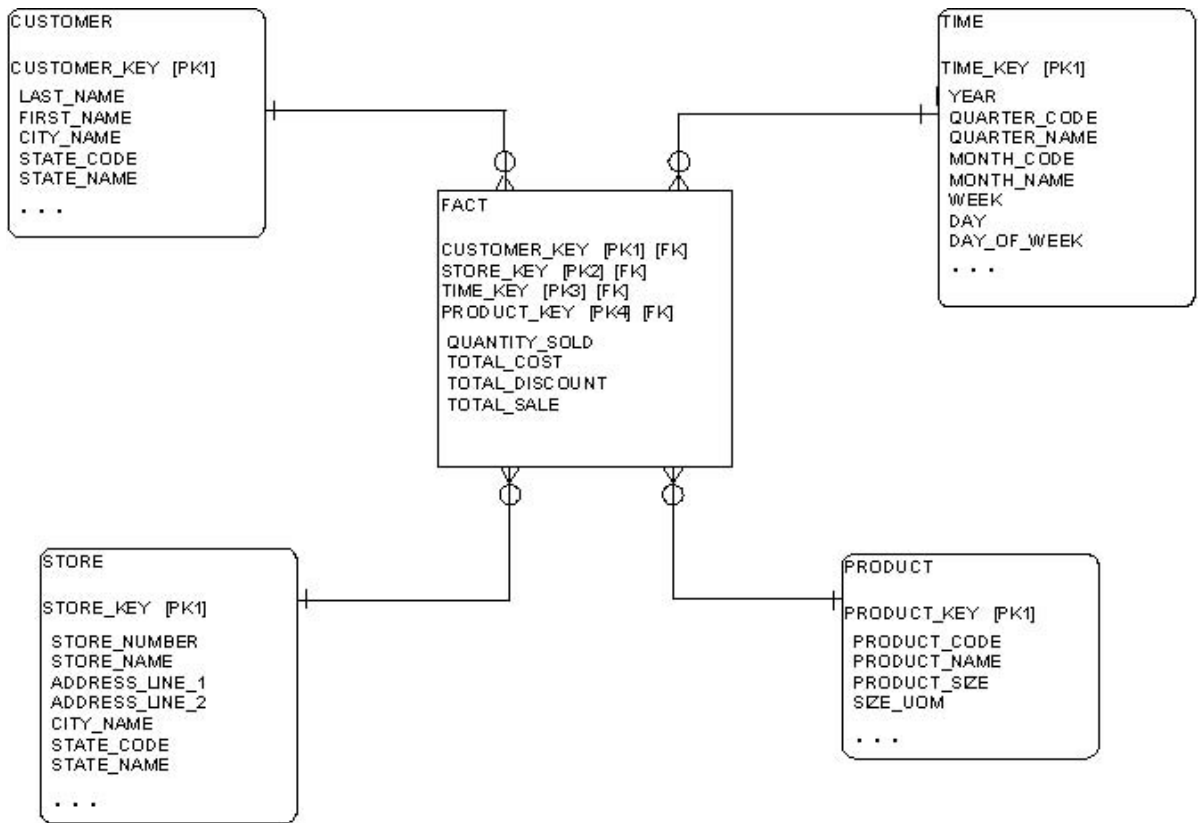 CUSTOMER
CUSTOMER_KEY [PK1]
LAST_NAME
FIRST_NAME
CITY_NAME
STATE_CODE
STATE_NAME
. . .
TIME
TIME_KEY [PK1]
YEAR
QUARTER_CODE
QUARTER_NAME
MONTH_CODE
MONTH_NAME
WEEK
DAY
DAY_OF_WEEK
. . .
FACT
CUSTOMER_KEY [PK1] [FK]
STORE_KEY [PK2] [FK]
TIME_KEY [PK3] [FK]
PRODUCT_KEY [PK4] [FK]
QUANTITY_SOLD
TOTAL_COST
TOTAL_DISCOUNT
TOTAL_SALE
STORE
STORE_KEY [PK1]
STORE_NUMBER
STORE_NAME
ADDRESS_LINE_1
ADDRESS_LINE_2
CITY_NAME
STATE_CODE
STATE_NAME
. . .
PRODUCT
PRODUCT_KEY [PK1]
PRODUCT_CODE
PRODUCT_NAME
PRODUCT_SIZE
SIZE_UOM
. . .